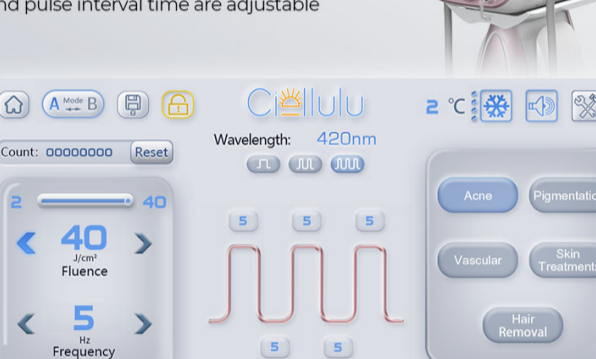 nd pulse interval time are adjustable
A Mode B
Ciallulu
2 °C
Wavelength: 420nm
Count: 00000000 Reset
2 40
40
J/cm²
Fluence
5
Hz
Frequency
5 5 5
5 5
Acne
Pigmentatio
Vascular
Skin
Treatment
Hair
Removal